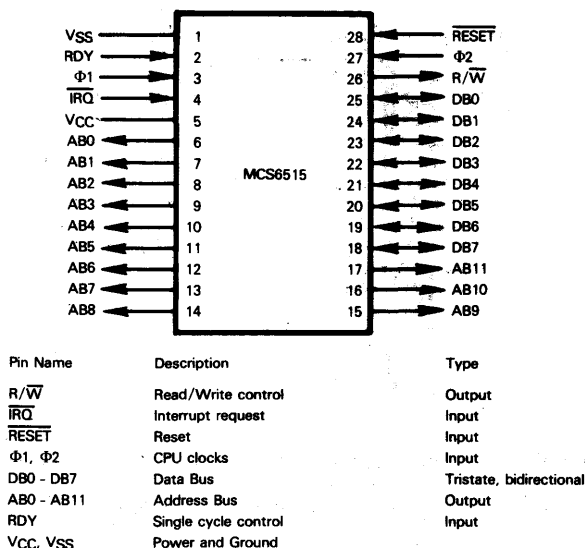 VSS 1 28 R̅E̅S̅E̅T̅
RDY 2 27 Φ2
Φ1 3 26 R/W̅
I̅R̅Q̅ 4 25 DB0
VCC 5 24 DB1
AB0 6 23 DB2
AB1 7 22 DB3
MCS6515
AB2 8 21 DB4
AB3 9 20 DB5
AB4 10 19 DB6
AB5 11 18 DB7
AB6 12 17 AB11
AB7 13 16 AB10
AB8 14 15 AB9
Pin Name Description Type
R/W̅ Read/Write control Output
I̅R̅Q̅ Interrupt request Input
R̅E̅S̅E̅T̅ Reset Input
Φ1, Φ2 CPU clocks Input
DB0 - DB7 Data Bus Tristate, bidirectional
AB0 - AB11 Address Bus Output
RDY Single cycle control Input
VCC, VSS Power and Ground